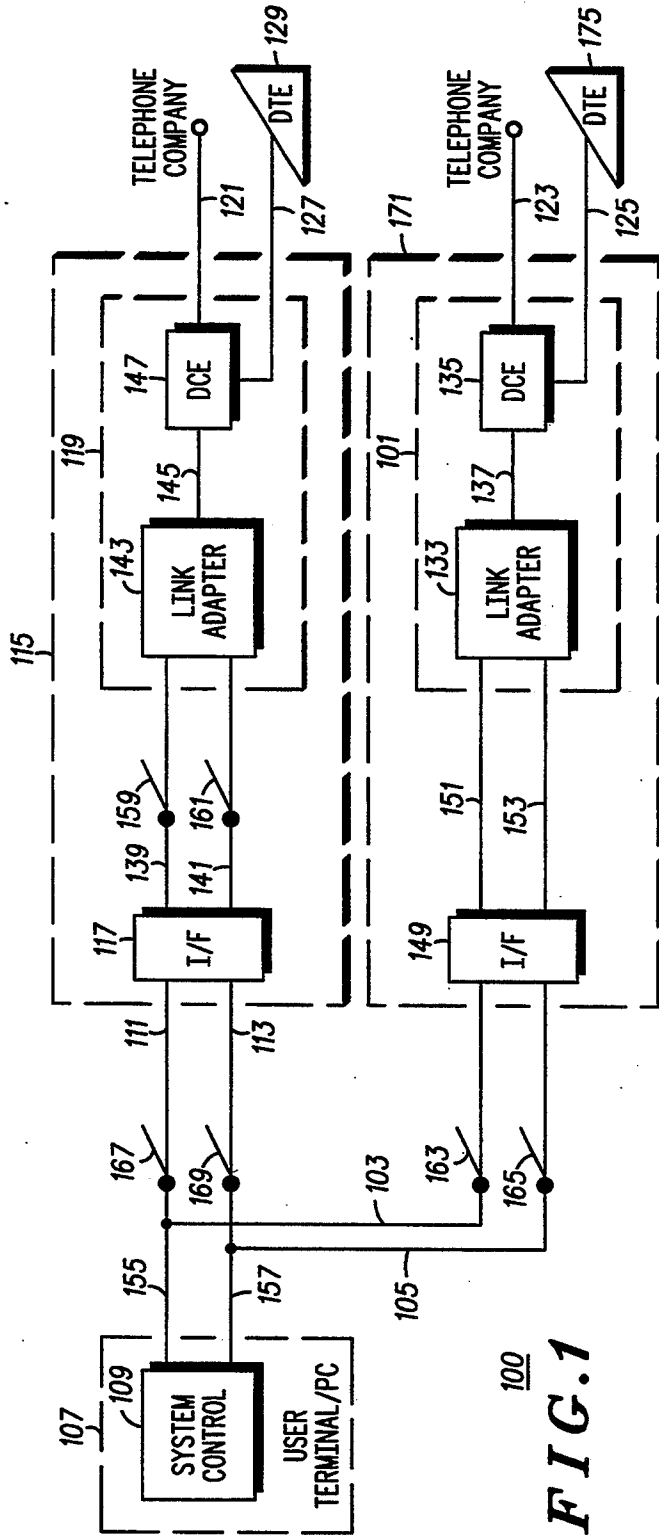 107
109
SYSTEM
CONTROL
USER
TERMINAL/PC
155
157
167
169
103
105
163
165
111
113
115
117
I/F
139
141
159
161
119
143
LINK
ADAPTER
145
147
DCE
121
127
TELEPHONE
COMPANY
129
DTE
149
I/F
151
153
101
133
LINK
ADAPTER
137
135
DCE
171
123
125
TELEPHONE
COMPANY
175
DTE
100
FIG.1